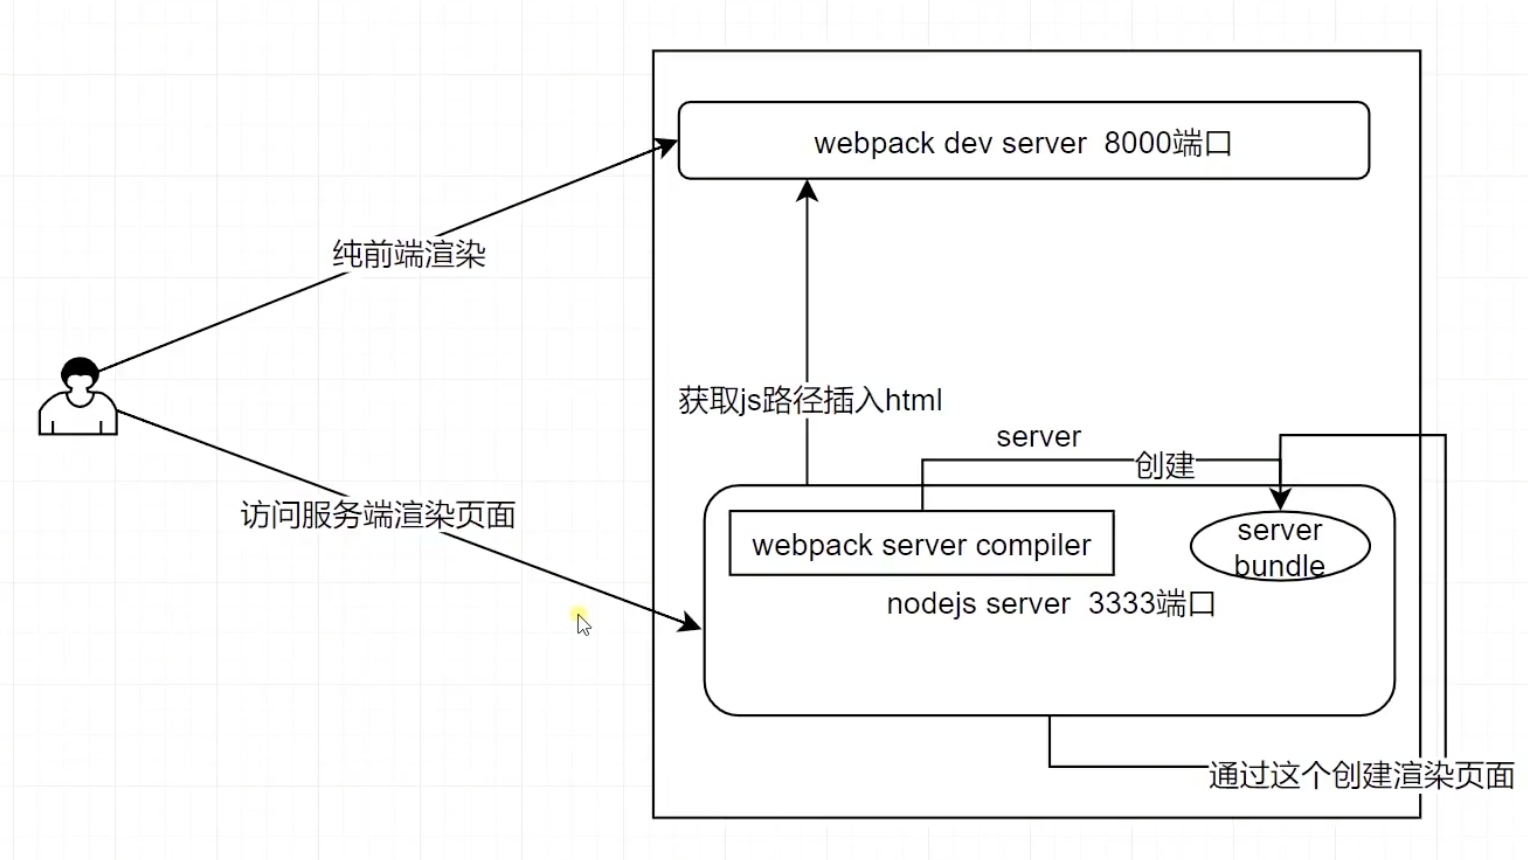 webpack dev server 8000端口
纯前端渲染
获取js路径插入html
server
创建
访问服务端渲染页面
webpack server compiler
server
bundle
nodejs server 3333端口
通过这个创建渲染页面